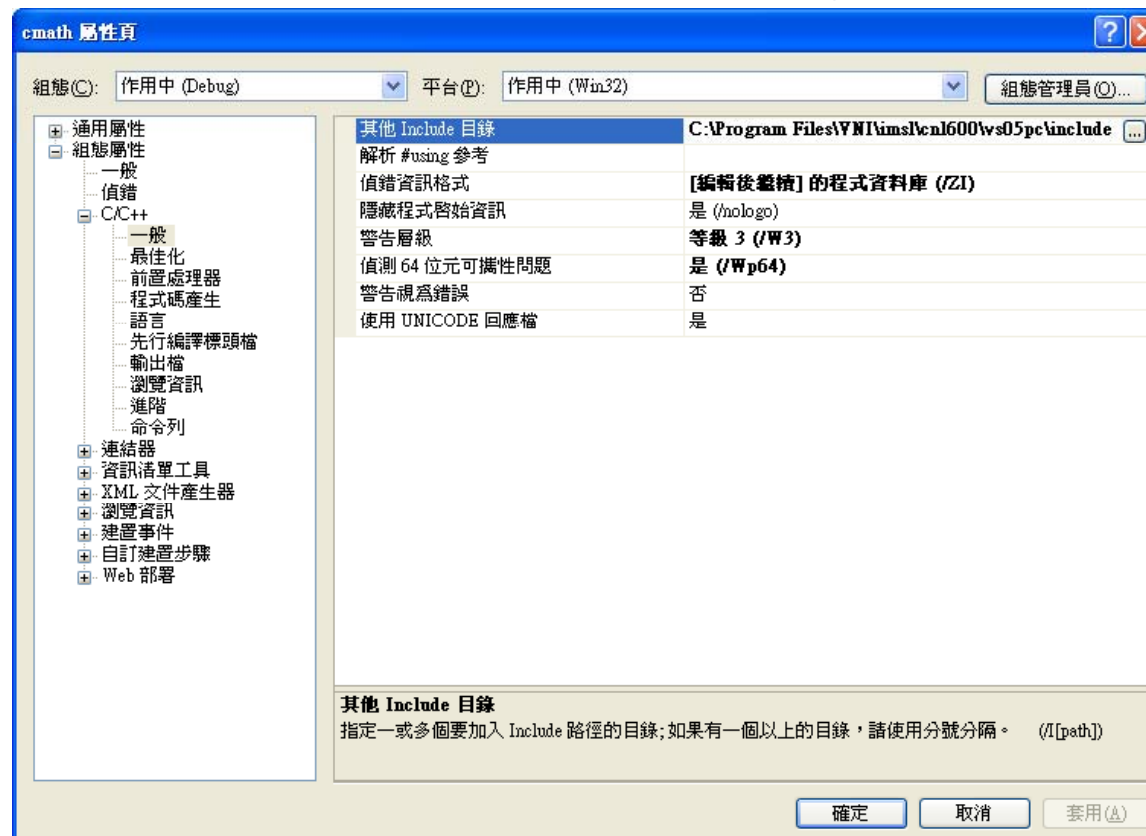 cmath 屬性頁
組態(C): 作用中 (Debug) 平台(P): 作用中 (Win32) 組態管理員(O)...
通用屬性
組態屬性
一般
偵錯
C/C++
一般
最佳化
前置處理器
程式碼產生
語言
先行編譯標頭檔
輸出檔
瀏覽資訊
進階
命令列
連結器
資訊清單工具
XML 文件產生器
瀏覽資訊
建置事件
自訂建置步驟
Web 部署
其他 Include 目錄 C:\Program Files\VNI\imsl\cnl600\vs05pc\include ...
解析 #using 參考
偵錯資訊格式 [編輯後繼續] 的程式資料庫 (/ZI)
隱藏程式啓始資訊 是 (/nologo)
警告層級 等級 3 (/W3)
偵測 64 位元可攜性問題 是 (/Wp64)
警告視爲錯誤 否
使用 UNICODE 回應檔 是
其他 Include 目錄
指定一或多個要加入 Include 路徑的目錄;如果有一個以上的目錄，請使用分號分隔。 (/I[path])
確定 取消 套用(A)